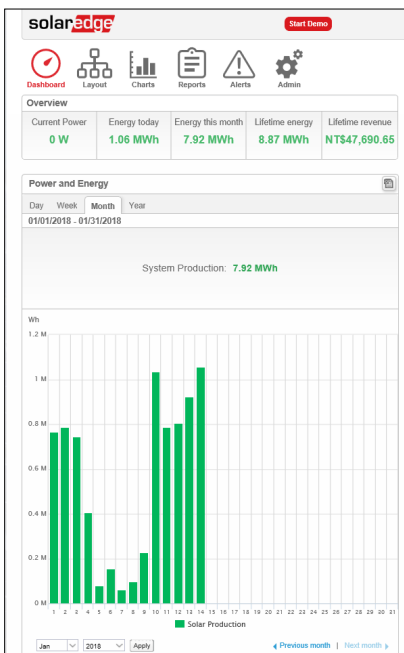 solaredge
Start Demo
Dashboard Layout Charts Reports Alerts Admin
Overview
Current Power Energy today Energy this month Lifetime energy Lifetime revenue
0 W 1.06 MWh 7.92 MWh 8.87 MWh NT$47,690.65
Power and Energy
Day Week Month Year
01/01/2018 - 01/31/2018
System Production: 7.92 MWh
Wh
1.2 M
1 M
0.8 M
0.6 M
0.4 M
0.2 M
0 M
1 2 3 4 5 6 7 8 9 10 11 12 13 14 15 16 17 18 19 20 21 22 23 24 25 26 27 28 29 30 31
Solar Production
Jan 2018 Apply Previous month | Next month